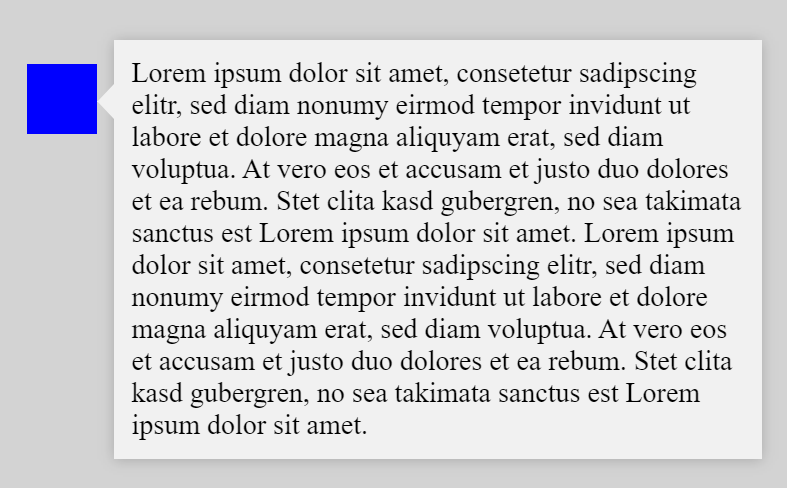 Lorem ipsum dolor sit amet, consetetur sadipscing
elitr, sed diam nonumy eirmod tempor invidunt ut
labore et dolore magna aliquyam erat, sed diam
voluptua. At vero eos et accusam et justo duo dolores
et ea rebum. Stet clita kasd gubergren, no sea takimata
sanctus est Lorem ipsum dolor sit amet. Lorem ipsum
dolor sit amet, consetetur sadipscing elitr, sed diam
nonumy eirmod tempor invidunt ut labore et dolore
magna aliquyam erat, sed diam voluptua. At vero eos
et accusam et justo duo dolores et ea rebum. Stet clita
kasd gubergren, no sea takimata sanctus est Lorem
ipsum dolor sit amet.